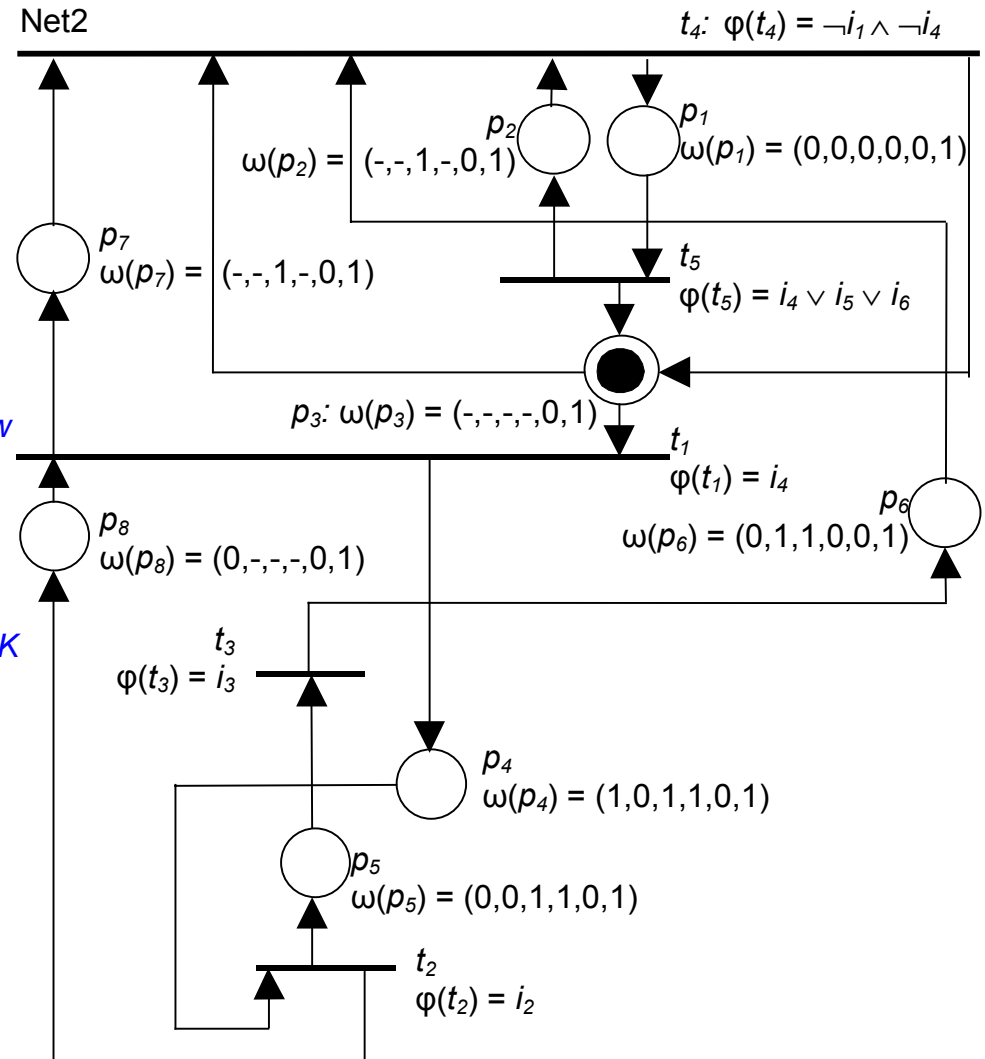 Net2
t₄: φ(t₄) = ¬i₁ ∧ ¬i₄
p₂
ω(p₂) = (-,-,1,-,0,1)
p₁
ω(p₁) = (0,0,0,0,0,1)
p₇
ω(p₇) = (-,-,1,-,0,1)
t₅
φ(t₅) = i₄ ∨ i₅ ∨ i₆
p₃: ω(p₃) = (-,-,-,-,0,1)
w
t₁
φ(t₁) = i₄
p₈
ω(p₈) = (0,-,-,-,0,1)
p₆
ω(p₆) = (0,1,1,0,0,1)
K
t₃
φ(t₃) = i₃
p₄
ω(p₄) = (1,0,1,1,0,1)
p₅
ω(p₅) = (0,0,1,1,0,1)
t₂
φ(t₂) = i₂